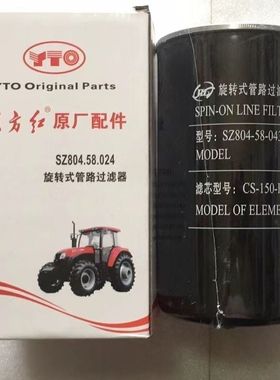 YTO
YTO Original Parts
东方红 原厂配件
SZ804.58.024
旋转式管路过滤器
旋转式管路过滤
SPIN-ON LINE FILT
型号:SZ804-58-04
MODEL
滤芯型号:CS-150-
MODEL OF ELEME